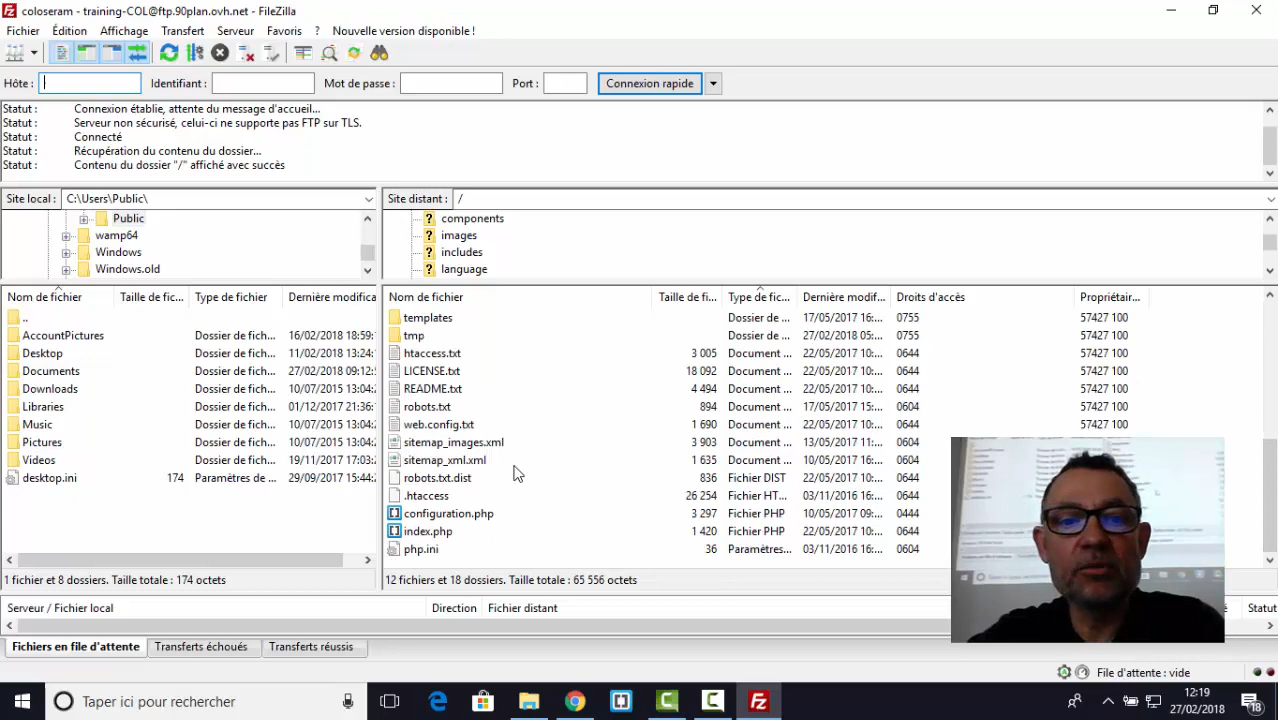 coloseram - training-COL@ftp.90plan.ovh.net - FileZilla
Fichier Édition Affichage Transfert Serveur Favoris ? Nouvelle version disponible !
Hôte : Identifiant : Mot de passe : Port : Connexion rapide
Statut : Connexion établie, attente du message d'accueil...
Statut : Serveur non sécurisé, celui-ci ne supporte pas FTP sur TLS.
Statut : Connecté
Statut : Récupération du contenu du dossier...
Statut : Contenu du dossier "/" affiché avec succès
Site local : C:\Users\Public\
Public
wamp64
Windows
Windows.old
Site distant : /
components
images
includes
language
Nom de fichier Taille de fic... Type de fichier Dernière modifica
..
AccountPictures Dossier de fich... 16/02/2018 18:59:
Desktop Dossier de fich... 11/02/2018 13:24:
Documents Dossier de fich... 27/02/2018 09:12:
Downloads Dossier de fich... 10/07/2015 13:04:
Libraries Dossier de fich... 01/12/2017 21:36:
Music Dossier de fich... 10/07/2015 13:04:
Pictures Dossier de fich... 10/07/2015 13:04:
Videos Dossier de fich... 19/11/2017 17:03:
desktop.ini 174 Paramètres de ... 29/09/2017 15:44:
1 fichier et 8 dossiers. Taille totale : 174 octets
Nom de fichier Taille de fi... Type de fic... Dernière modif... Droits d'accès Propriétair...
templates Dossier de ... 17/05/2017 16:... 0755 57427 100
tmp Dossier de ... 27/02/2018 05:... 0755 57427 100
htaccess.txt 3 005 Document ... 22/05/2017 10:... 0644 57427 100
LICENSE.txt 18 092 Document ... 22/05/2017 10:... 0644 57427 100
README.txt 4 494 Document ... 22/05/2017 10:... 0644 57427 100
robots.txt 894 Document ... 17/05/2017 15:... 0604 57427 100
web.config.txt 1 690 Document ... 22/05/2017 10:... 0644 57427 100
sitemap_images.xml 3 903 Document ... 13/05/2017 11:... 0604
sitemap_xml.xml 1 635 Document ... 10/05/2017 16:... 0604
robots.txt.dist 836 Fichier DIST 22/05/2017 10:... 0644
.htaccess 26 254 Fichier HT... 03/11/2016 16:... 0604
configuration.php 3 297 Fichier PHP 10/05/2017 09:... 0444
index.php 1 420 Fichier PHP 22/05/2017 10:... 0644
php.ini 36 Paramètres... 03/11/2016 16:... 0604
12 fichiers et 18 dossiers. Taille totale : 65 556 octets
Serveur / Fichier local Direction Fichier distant Statut
Fichiers en file d'attente Transferts échoués Transferts réussis
File d'attente : vide
Taper ici pour rechercher
12:19
27/02/2018
18